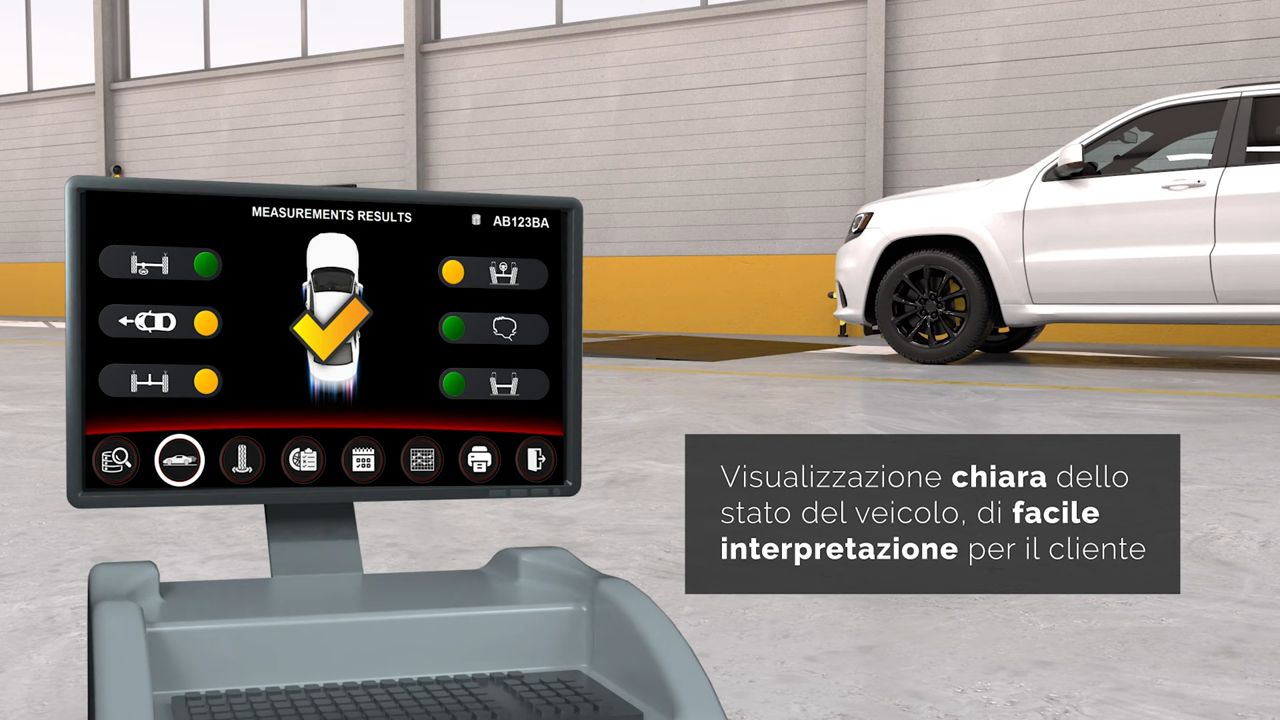 MEASUREMENTS RESULTS
AB123BA
Visualizzazione chiara dello
stato del veicolo, di facile
interpretazione per il cliente